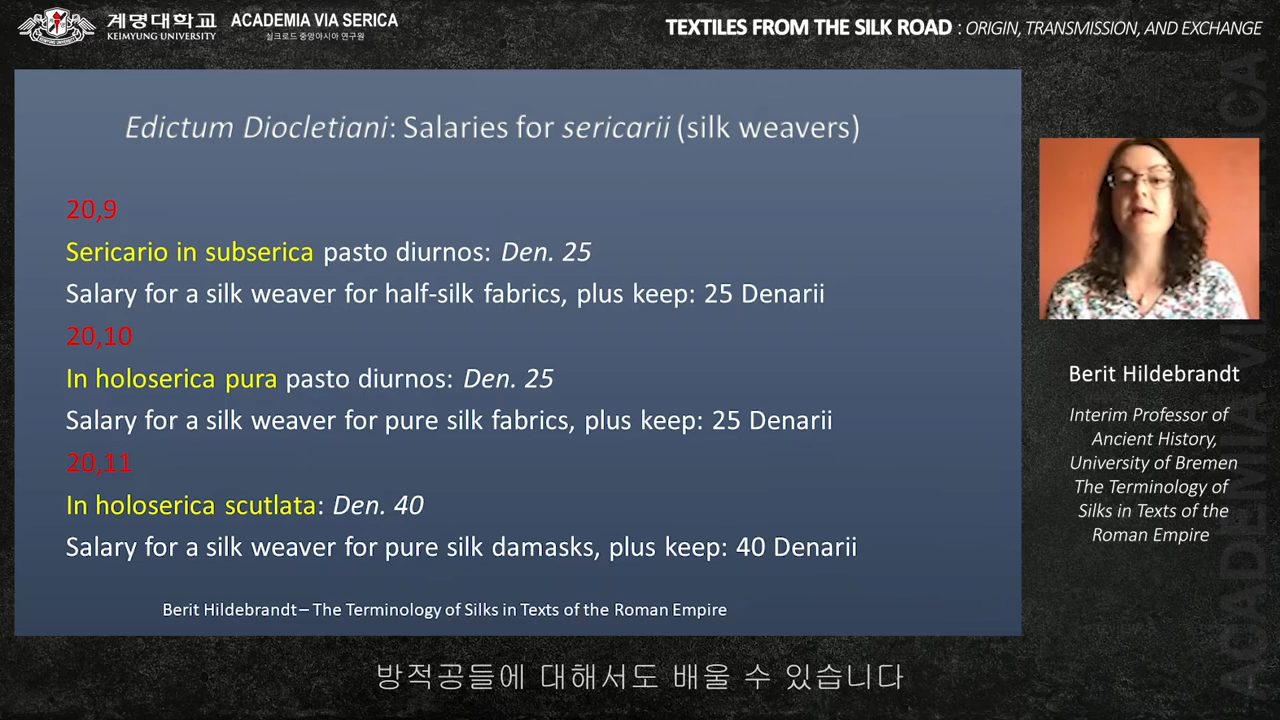 계명대학교
KEIMYUNG UNIVERSITY
ACADEMIA VIA SERICA
실크로드 중앙아시아 연구원
TEXTILES FROM THE SILK ROAD : ORIGIN, TRANSMISSION, AND EXCHANGE
Edictum Diocletiani: Salaries for sericarii (silk weavers)
20,9
Sericario in subserica pasto diurnos: Den. 25
Salary for a silk weaver for half-silk fabrics, plus keep: 25 Denarii
20,10
In holoserica pura pasto diurnos: Den. 25
Salary for a silk weaver for pure silk fabrics, plus keep: 25 Denarii
20,11
In holoserica scutlata: Den. 40
Salary for a silk weaver for pure silk damasks, plus keep: 40 Denarii
Berit Hildebrandt – The Terminology of Silks in Texts of the Roman Empire
Berit Hildebrandt
Interim Professor of
Ancient History,
University of Bremen
The Terminology of
Silks in Texts of the
Roman Empire
ACADEMIA VIA SERICA
방적공들에 대해서도 배울 수 있습니다